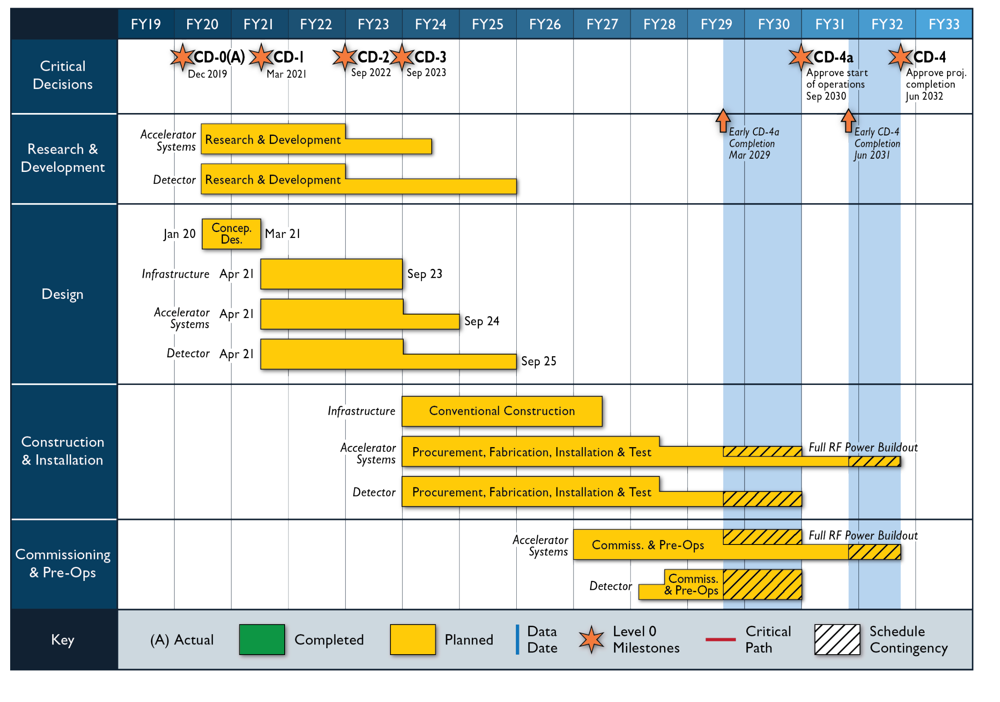 FY19 FY20 FY21 FY22 FY23 FY24 FY25 FY26 FY27 FY28 FY29 FY30 FY31 FY32 FY33
Critical
Decisions
CD-0(A)
Dec 2019
CD-1
Mar 2021
CD-2
Sep 2022
CD-3
Sep 2023
CD-4a
Approve start
of operations
Sep 2030
CD-4
Approve proj.
completion
Jun 2032
Early CD-4a
Completion
Mar 2029
Early CD-4
Completion
Jun 2031
Research &
Development
Accelerator
Systems
Research & Development
Detector
Research & Development
Design
Jan 20
Concep.
Des.
Mar 21
Infrastructure
Apr 21
Sep 23
Accelerator
Systems
Apr 21
Sep 24
Detector
Apr 21
Sep 25
Construction
& Installation
Infrastructure
Conventional Construction
Accelerator
Systems
Procurement, Fabrication, Installation & Test
Full RF Power Buildout
Detector
Procurement, Fabrication, Installation & Test
Commissioning
& Pre-Ops
Accelerator
Systems
Commiss. & Pre-Ops
Full RF Power Buildout
Detector
Commiss.
& Pre-Ops
Key
(A) Actual
Completed
Planned
Data
Date
Level 0
Milestones
Critical
Path
Schedule
Contingency